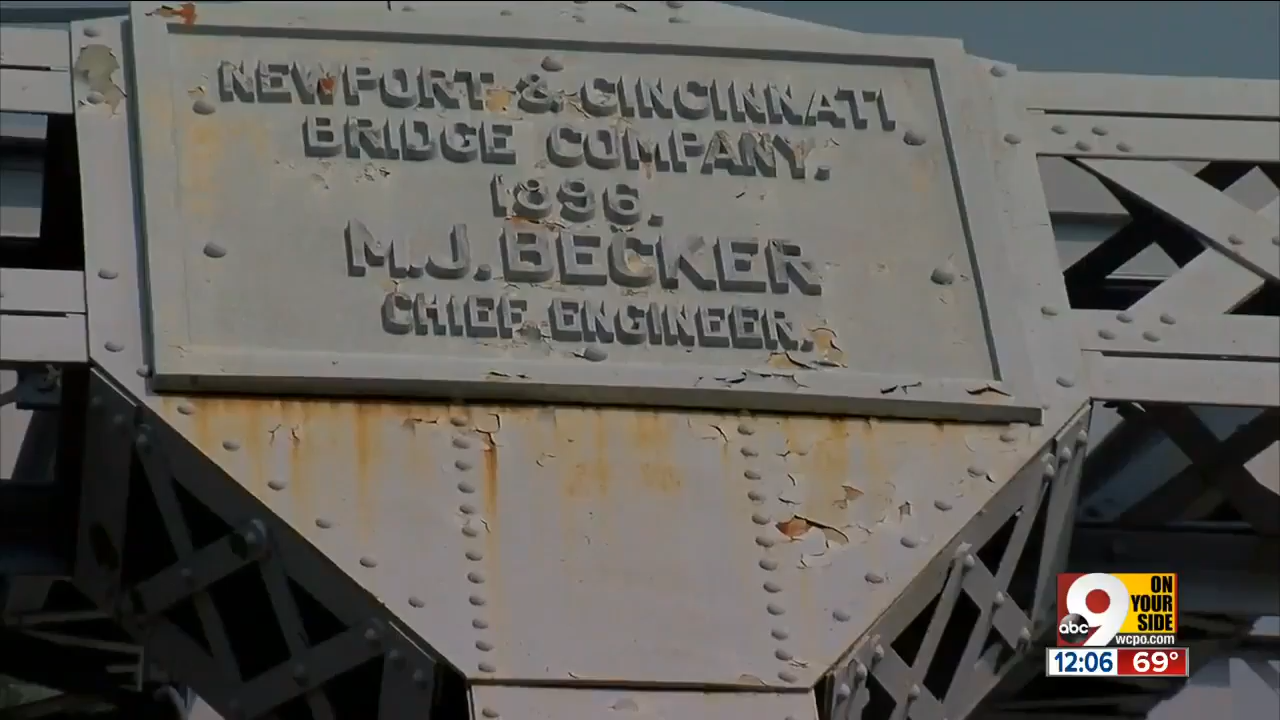 NEWPORT & CINCINNATI
BRIDGE COMPANY.
1896.
M.J. BECKER
CHIEF ENGINEER.
abc
9
ON
YOUR
SIDE
wcpo.com
12:06 69°